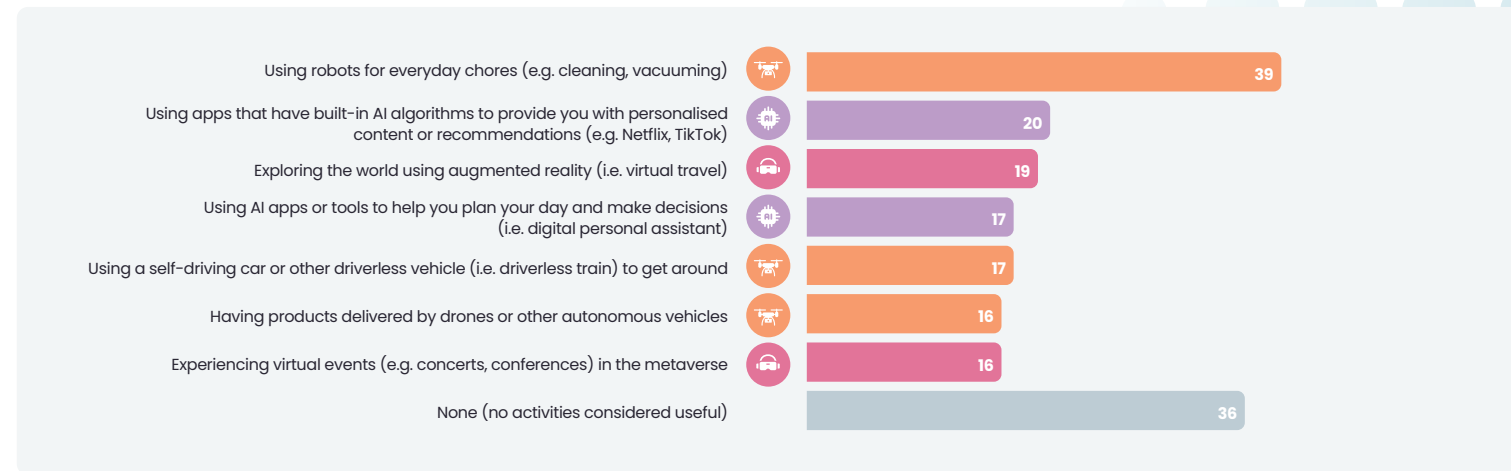 Using robots for everyday chores (e.g. cleaning, vacuuming)
39
Using apps that have built-in AI algorithms to provide you with personalised
content or recommendations (e.g. Netflix, TikTok)
AI
20
Exploring the world using augmented reality (i.e. virtual travel)
19
Using AI apps or tools to help you plan your day and make decisions
(i.e. digital personal assistant)
AI
17
Using a self-driving car or other driverless vehicle (i.e. driverless train) to get around
17
Having products delivered by drones or other autonomous vehicles
16
Experiencing virtual events (e.g. concerts, conferences) in the metaverse
16
None (no activities considered useful)
36